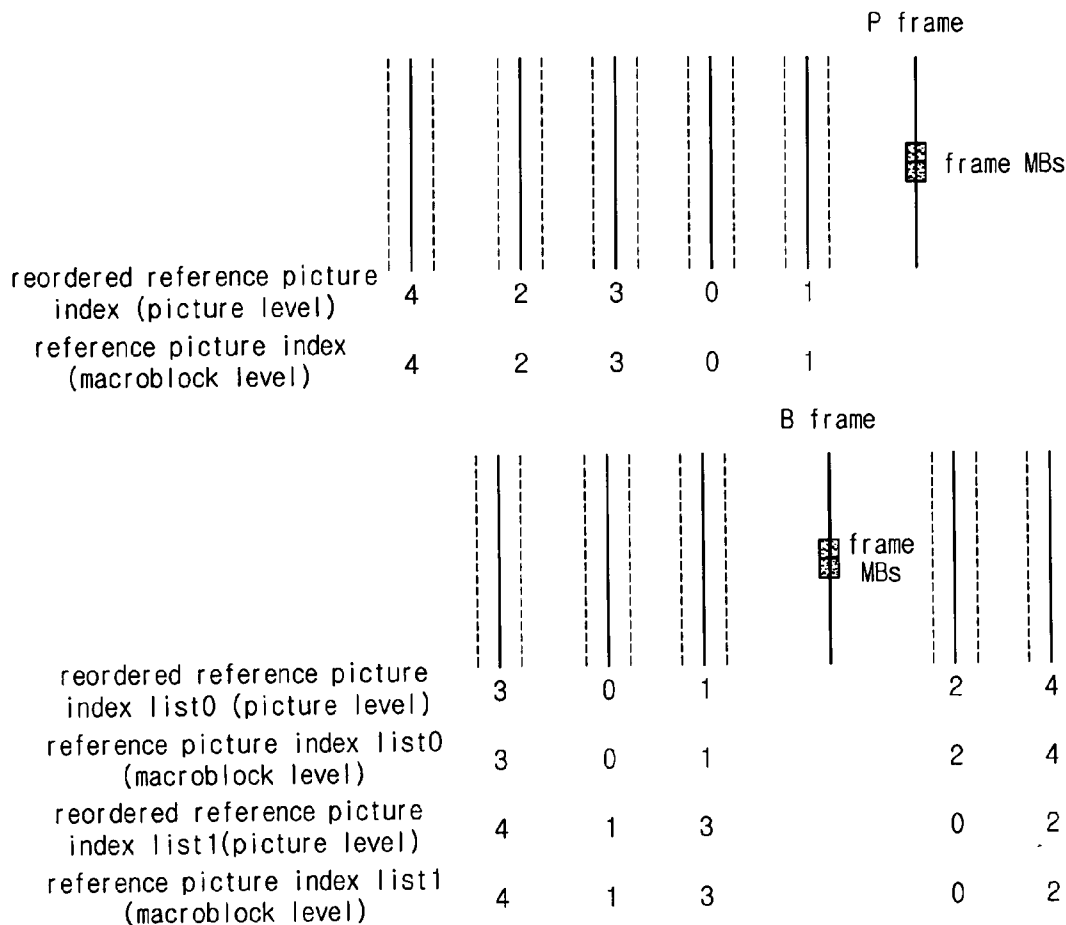 P frame
frame MBs
reordered reference picture
index (picture level) 4 2 3 0 1
reference picture index
(macroblock level) 4 2 3 0 1
B frame
frame
MBs
reordered reference picture
index list0 (picture level) 3 0 1 2 4
reference picture index list0
(macroblock level) 3 0 1 2 4
reordered reference picture
index list1(picture level) 4 1 3 0 2
reference picture index list1
(macroblock level) 4 1 3 0 2